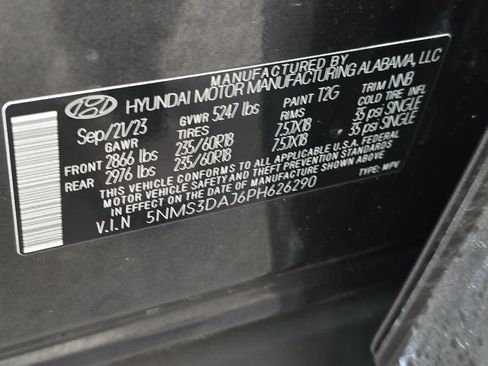 MANUFACTURED BY
HYUNDAI MOTOR MANUFACTURING ALABAMA, LLC
Sep/21/23 GVWR 5247 lbs PAINT T2G TRIM NNB
GAWR TIRES RIMS COLD TIRE INFL
FRONT 2866 lbs 235/60R18 7.5JX18 35 psi SINGLE
REAR 2976 lbs 235/60R18 7.5JX18 35 psi SINGLE
THIS VEHICLE CONFORMS TO ALL APPLICABLE U.S.A. FEDERAL
MOTOR VEHICLE SAFETY AND THEFT PREVENTION STANDARDS
IN EFFECT ON THE DATE OF MANUFACTURE SHOWN ABOVE.
V.I.N 5NMS3DAJ6PH626290 TYPE: MPV